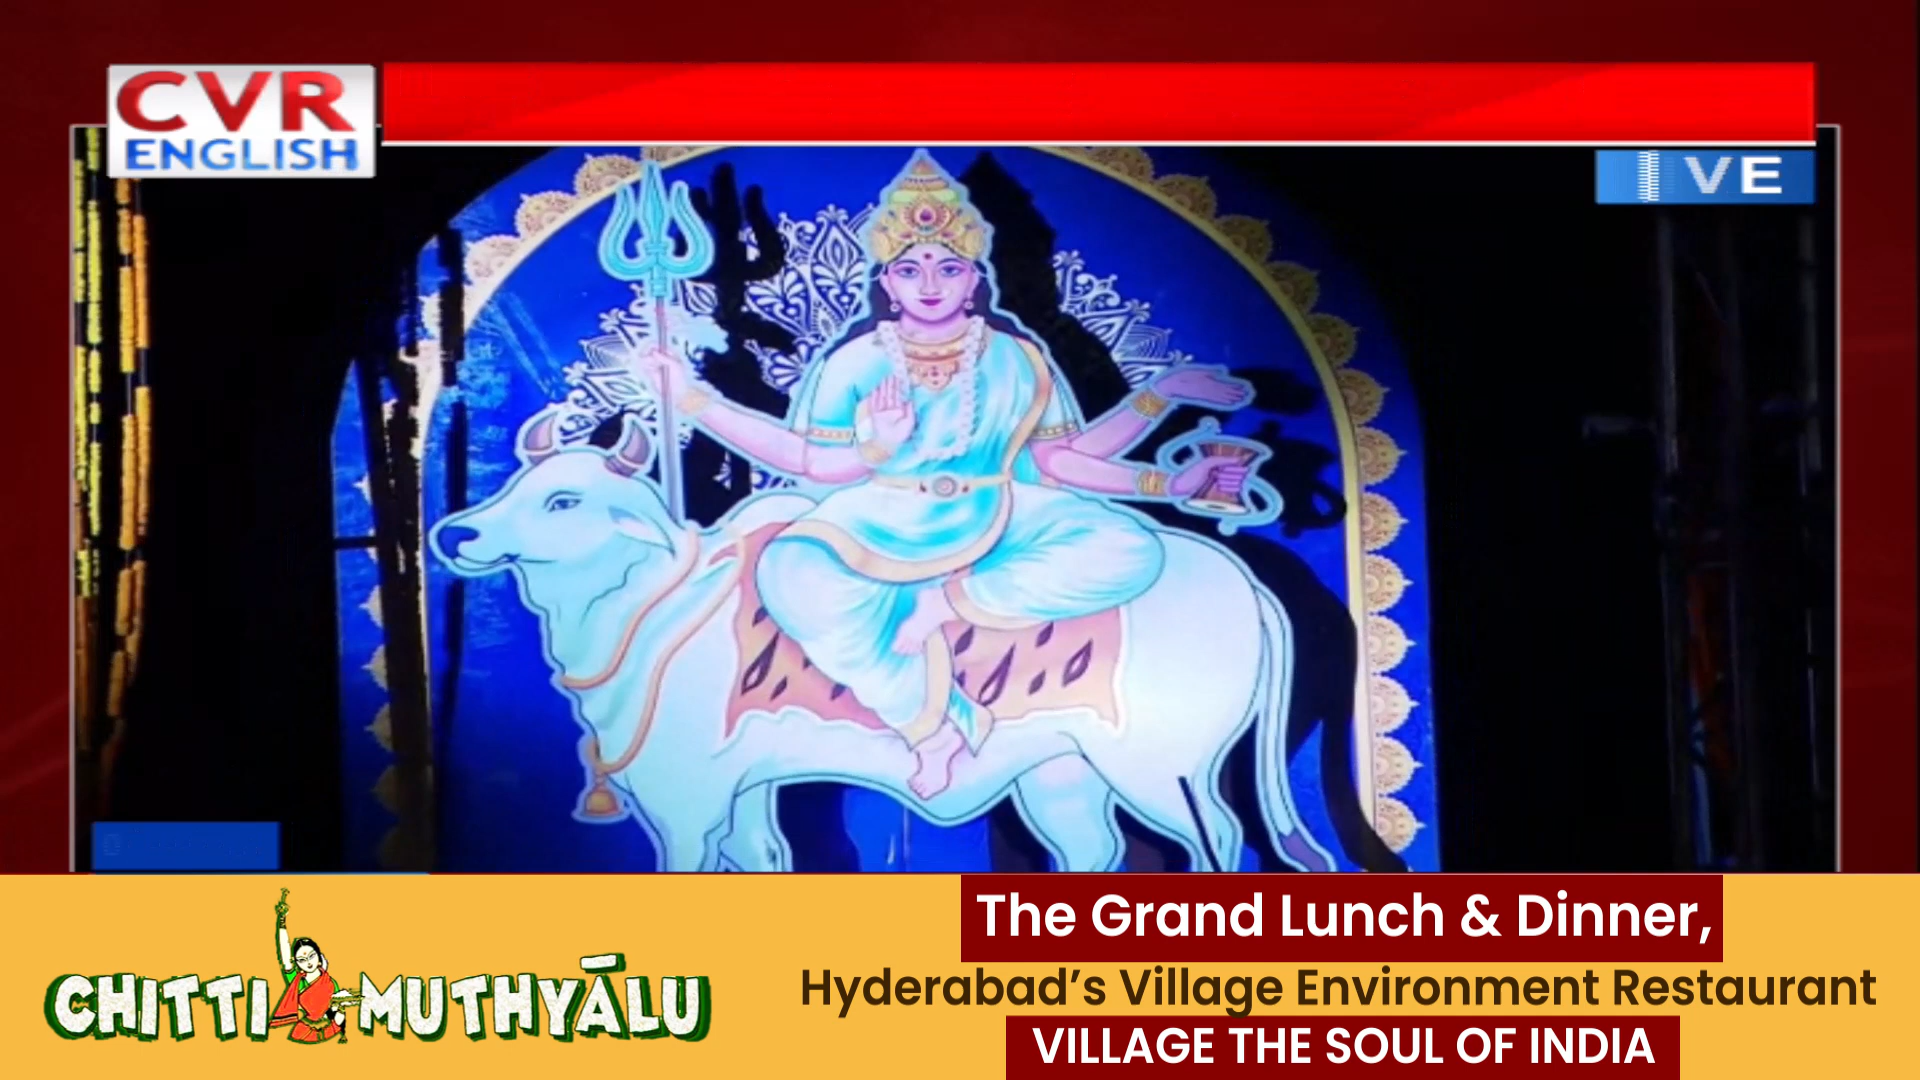 CVR
ENGLISH
VE
CHITTI MUTHYĀLU
The Grand Lunch & Dinner,
Hyderabad’s Village Environment Restaurant
VILLAGE THE SOUL OF INDIA